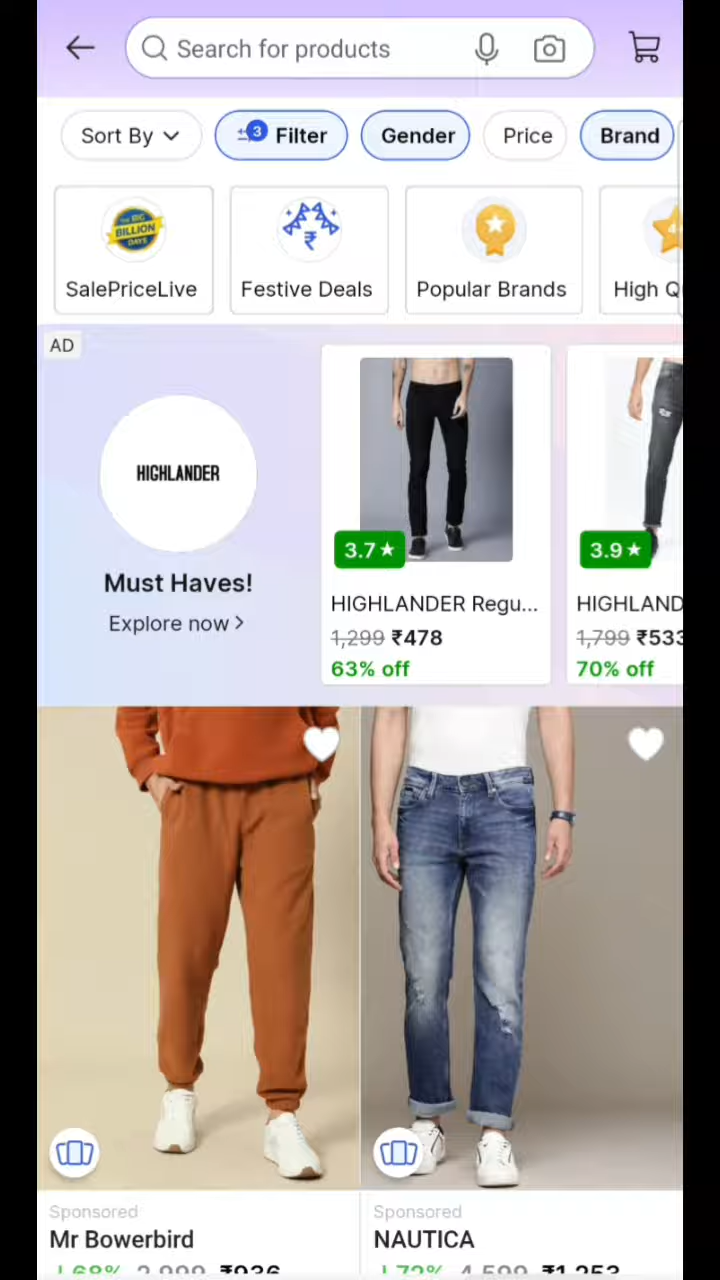 Search for products
Sort By
3 Filter
Gender
Price
Brand
THE BIG
BILLION
DAYS
SalePriceLive
₹
Festive Deals
Popular Brands
4
High Q
AD
HIGHLANDER
Must Haves!
Explore now
3.7★
HIGHLANDER Regu...
1,299 ₹478
63% off
3.9★
HIGHLAND
1,799 ₹533
70% off
Sponsored
Mr Bowerbird
↓68% 2,999 ₹936
Sponsored
NAUTICA
↓72% 4,599 ₹1,253